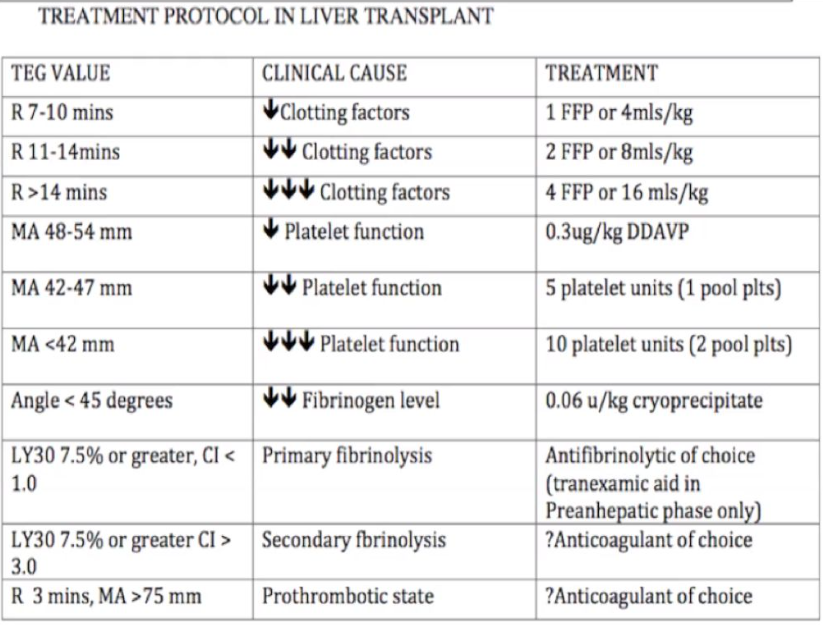 TREATMENT PROTOCOL IN LIVER TRANSPLANT
TEG VALUE CLINICAL CAUSE TREATMENT
R 7-10 mins ↓Clotting factors 1 FFP or 4mls/kg
R 11-14mins ↓↓ Clotting factors 2 FFP or 8mls/kg
R >14 mins ↓↓↓ Clotting factors 4 FFP or 16 mls/kg
MA 48-54 mm ↓ Platelet function 0.3ug/kg DDAVP
MA 42-47 mm ↓↓ Platelet function 5 platelet units (1 pool plts)
MA <42 mm ↓↓↓ Platelet function 10 platelet units (2 pool plts)
Angle < 45 degrees ↓↓ Fibrinogen level 0.06 u/kg cryoprecipitate
LY30 7.5% or greater, CI < Primary fibrinolysis Antifibrinolytic of choice
1.0 (tranexamic aid in
Preanhepatic phase only)
LY30 7.5% or greater CI > Secondary fbrinolysis ?Anticoagulant of choice
3.0
R 3 mins, MA >75 mm Prothrombotic state ?Anticoagulant of choice